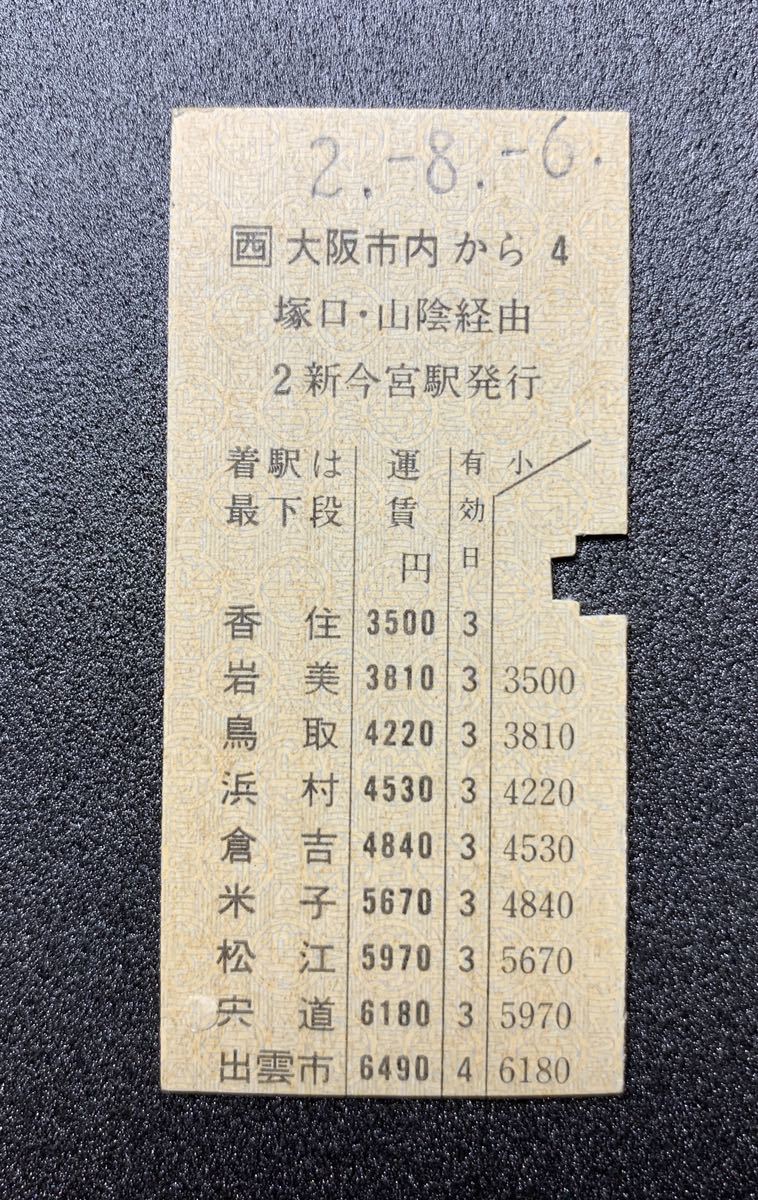 2.-8.-6.
西 大阪市内から 4
塚口・山陰経由
2 新今宮駅発行
着駅は 運賃円 有効日 小
最下段
香住 3500 3
岩美 3810 3 3500
鳥取 4220 3 3810
浜村 4530 3 4220
倉吉 4840 3 4530
米子 5670 3 4840
松江 5970 3 5670
宍道 6180 3 5970
出雲市 6490 4 6180